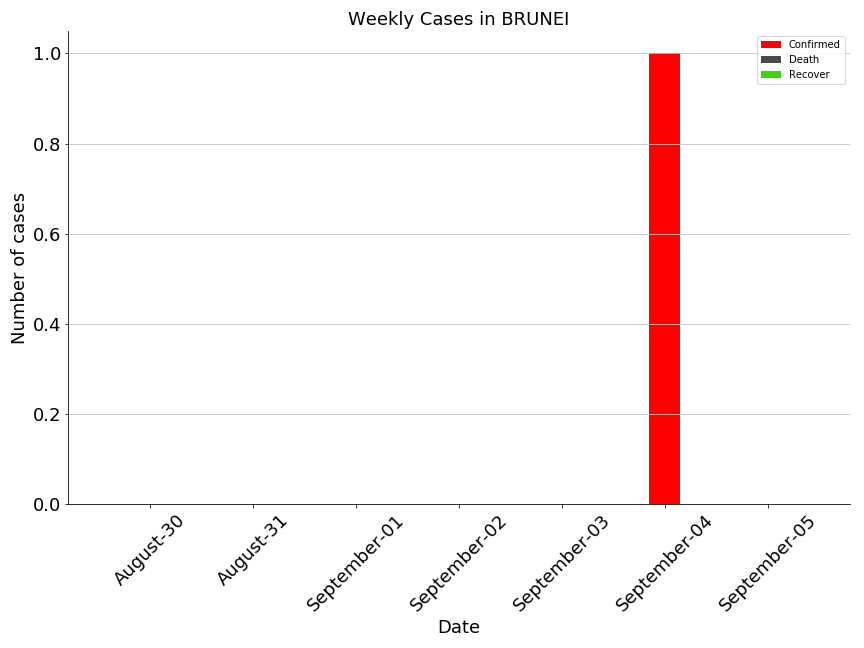 Weekly Cases in BRUNEI
Confirmed
Death
Recover
Number of cases
1.0
0.8
0.6
0.4
0.2
0.0
August-30
August-31
September-01
September-02
September-03
September-04
September-05
Date